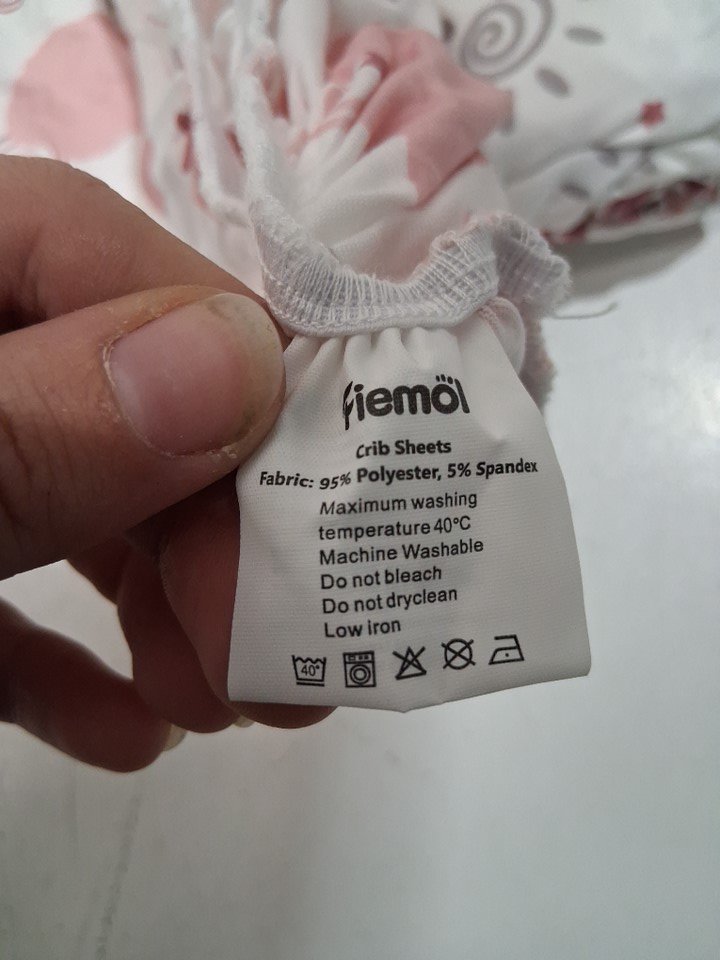 Fiemöl
Crib Sheets
Fabric: 95% Polyester, 5% Spandex
Maximum washing
temperature 40°C
Machine Washable
Do not bleach
Do not dryclean
Low iron
40°